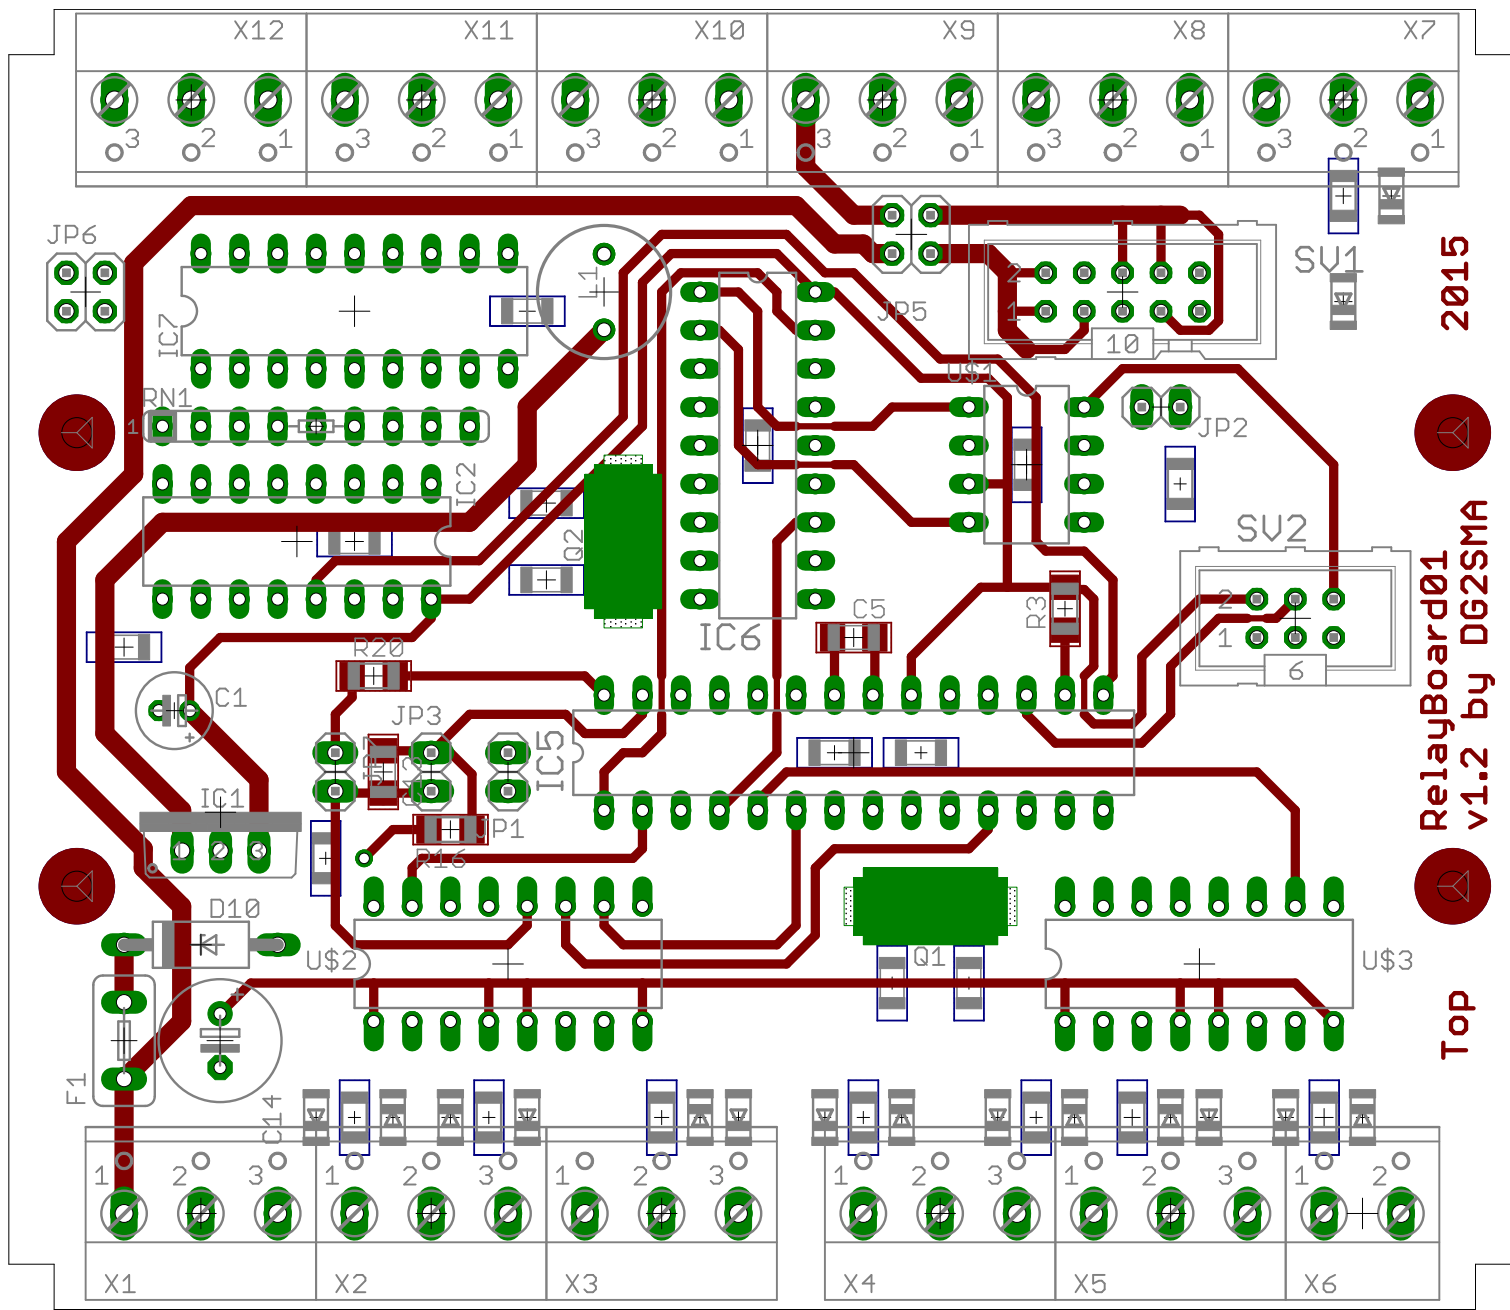 X12 X11 X10 X9 X8 X7
3 2 1 3 2 1 3 2 1 3 2 1 3 2 1 3 2 1
JP6
L1
SV1
2015
2
1
JP5
10
IC7
U$1
RN1
1
JP2
IC2
Q2
SV2
RelayBoard01
v1.2 by DG2SMA
2
1
6
R3
C5
IC6
R20
C1
+
JP3
IC5
IC1
1 2 3
JP1
R16
D10
U$2
Q1
U$3
+
Top
F1
C14
1 2 3 1 2 3 1 2 3 1 2 3 1 2 3 1 2
X1 X2 X3 X4 X5 X6